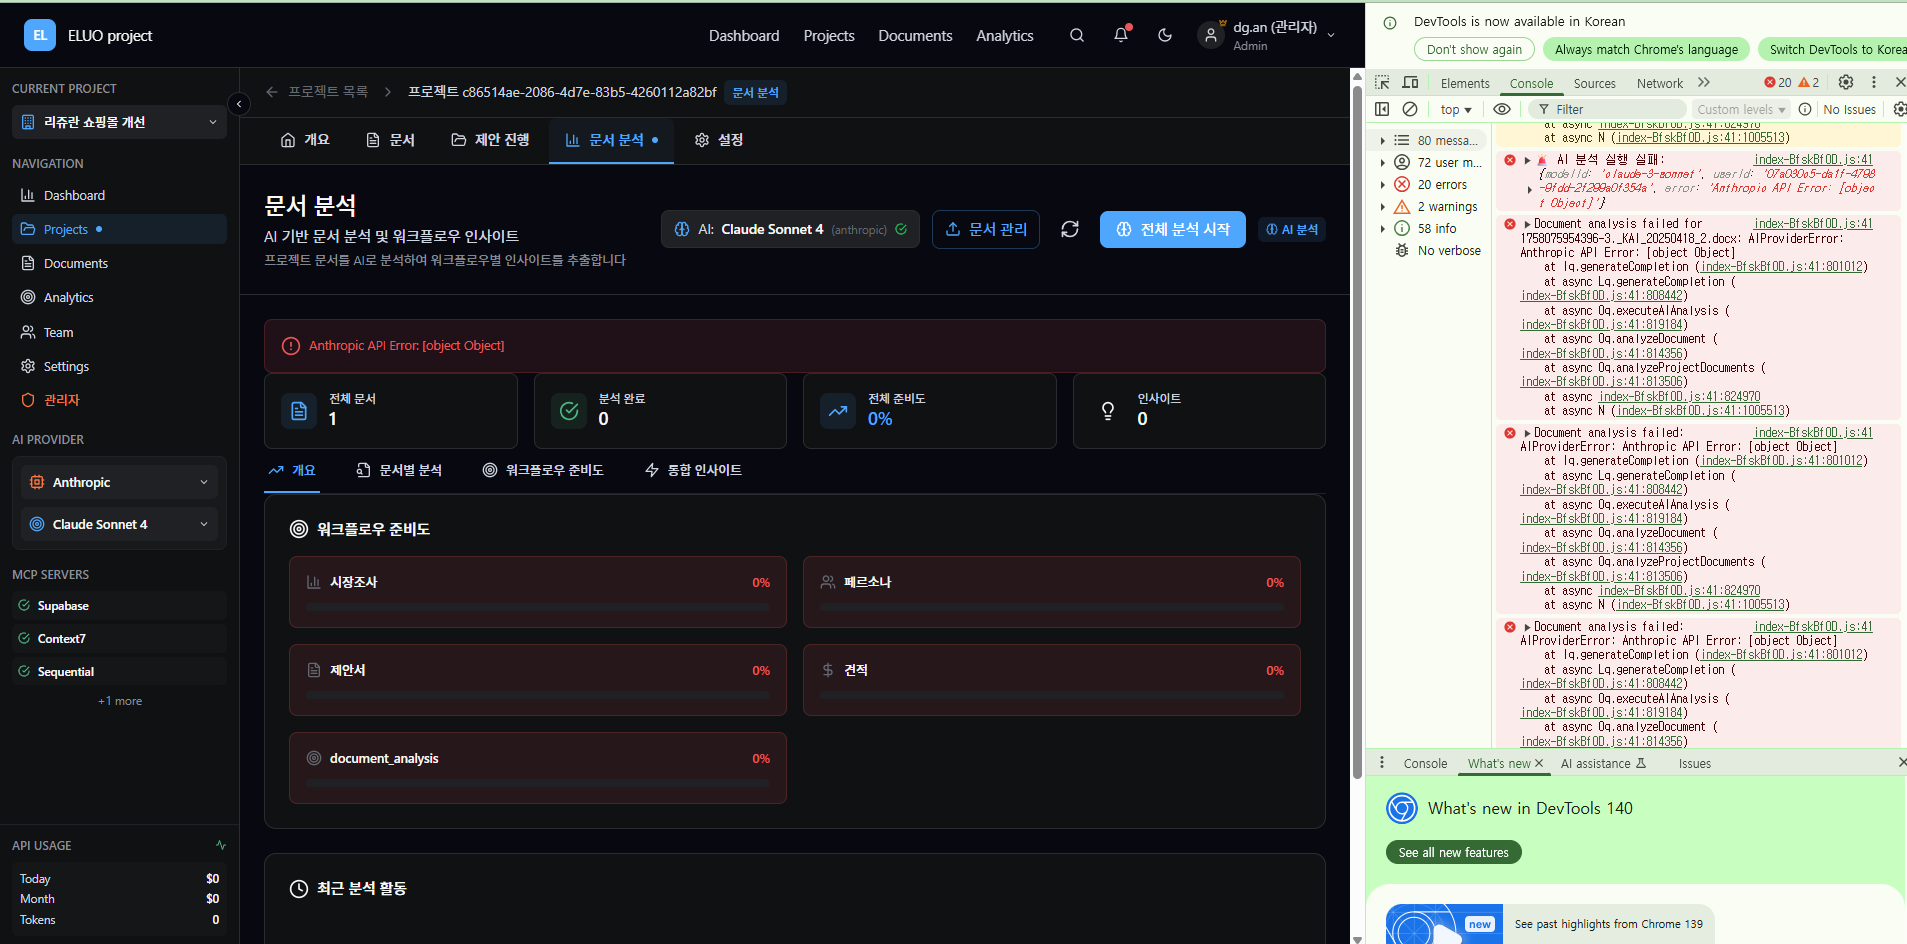 EL
ELUO project
Dashboard
Projects
Documents
Analytics
dg.an (관리자)
Admin
CURRENT PROJECT
리쥬란 쇼핑몰 개선
NAVIGATION
Dashboard
Projects
Documents
Analytics
Team
Settings
관리자
AI PROVIDER
Anthropic
Claude Sonnet 4
MCP SERVERS
Supabase
Context7
Sequential
+1 more
API USAGE
Today $0
Month $0
Tokens 0
프로젝트 목록
프로젝트 c86514ae-2086-4d7e-83b5-4260112a82bf
문서 분석
개요
문서
제안 진행
문서 분석
설정
문서 분석
AI 기반 문서 분석 및 워크플로우 인사이트
프로젝트 문서를 AI로 분석하여 워크플로우별 인사이트를 추출합니다
AI: Claude Sonnet 4 (anthropic)
문서 관리
전체 분석 시작
AI 분석
Anthropic API Error: [object Object]
전체 문서
1
분석 완료
0
전체 준비도
0%
인사이트
0
개요
문서별 분석
워크플로우 준비도
통합 인사이트
워크플로우 준비도
시장조사 0%
페르소나 0%
제안서 0%
견적 0%
document_analysis 0%
최근 분석 활동
DevTools is now available in Korean
Don't show again
Always match Chrome's language
Switch DevTools to Korea
Elements
Console
Sources
Network
20
2
top
Filter
Custom levels
No Issues
80 messa...
72 user m...
20 errors
2 warnings
58 info
No verbose
at async index-BfskBf0D.js:41:824970
at async N (index-BfskBf0D.js:41:1005513)
AI 분석 실행 실패: index-BfskBf0D.js:41
{modelId: 'claude-3-sonnet', userId: '07a030c5-da1f-4798
-9fdd-2f299a0f354a', error: 'Anthropic API Error: [objec
t Object]'}
Document analysis failed for index-BfskBf0D.js:41
1758075954396-3._KAI_20250418_2.docx: AIProviderError:
Anthropic API Error: [object Object]
at Iq.generateCompletion (index-BfskBf0D.js:41:801012)
at async Lq.generateCompletion (
index-BfskBf0D.js:41:808442)
at async Oq.executeAIAnalysis (
index-BfskBf0D.js:41:819184)
at async Oq.analyzeDocument (
index-BfskBf0D.js:41:814356)
at async Oq.analyzeProjectDocuments (
index-BfskBf0D.js:41:813506)
at async index-BfskBf0D.js:41:824970
at async N (index-BfskBf0D.js:41:1005513)
Document analysis failed: index-BfskBf0D.js:41
AIProviderError: Anthropic API Error: [object Object]
at Iq.generateCompletion (index-BfskBf0D.js:41:801012)
at async Lq.generateCompletion (
index-BfskBf0D.js:41:808442)
at async Oq.executeAIAnalysis (
index-BfskBf0D.js:41:819184)
at async Oq.analyzeDocument (
index-BfskBf0D.js:41:814356)
at async Oq.analyzeProjectDocuments (
index-BfskBf0D.js:41:813506)
at async index-BfskBf0D.js:41:824970
at async N (index-BfskBf0D.js:41:1005513)
Document analysis failed: index-BfskBf0D.js:41
AIProviderError: Anthropic API Error: [object Object]
at Iq.generateCompletion (index-BfskBf0D.js:41:801012)
at async Lq.generateCompletion (
index-BfskBf0D.js:41:808442)
at async Oq.executeAIAnalysis (
index-BfskBf0D.js:41:819184)
at async Oq.analyzeDocument (
index-BfskBf0D.js:41:814356)
Console
What's new
AI assistance
Issues
What's new in DevTools 140
See all new features
new
See past highlights from Chrome 139